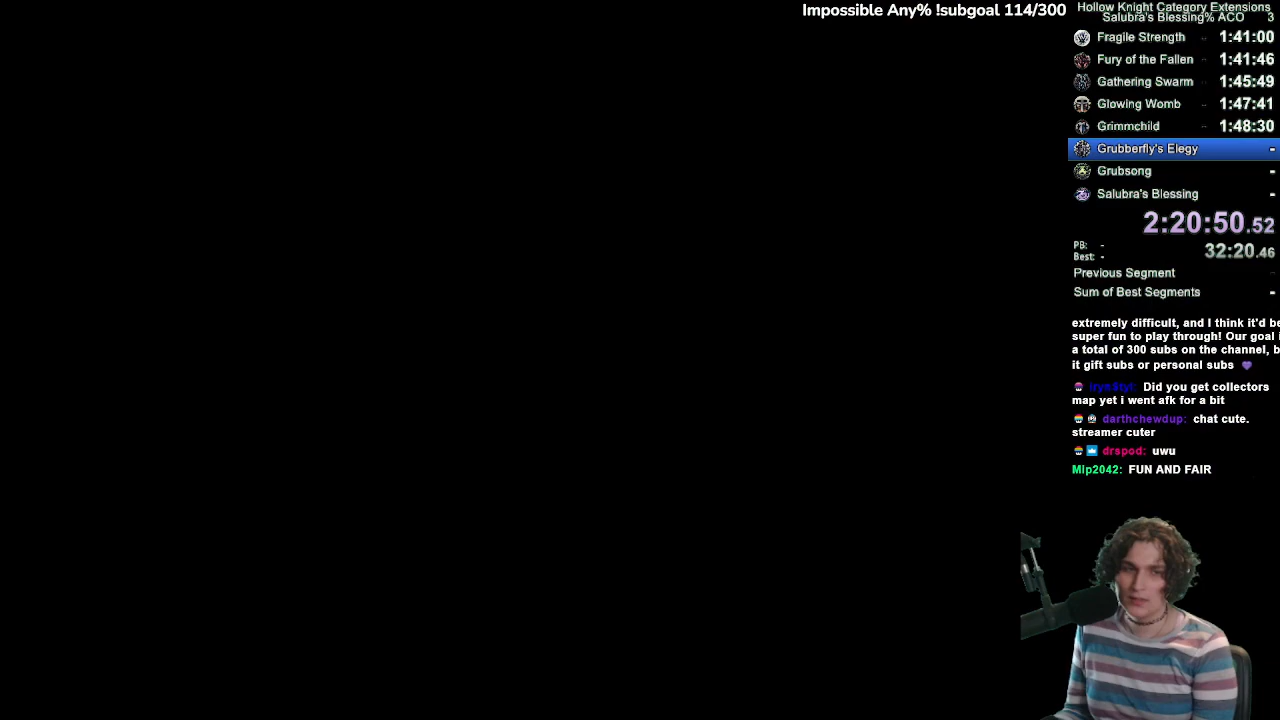 Impossible Any% !subgoal 114/300
Hollow Knight Category Extensions
Salubra's Blessing% ACO 3
Fragile Strength - 1:41:00
Fury of the Fallen - 1:41:46
Gathering Swarm - 1:45:49
Glowing Womb - 1:47:41
Grimmchild - 1:48:30
Grubberfly's Elegy -
Grubsong -
Salubra's Blessing -
2:20:50.52
PB: -
Best: -
32:20.46
Previous Segment -
Sum of Best Segments -
extremely difficult, and I think it'd be
super fun to play through! Our goal i
a total of 300 subs on the channel, b
it gift subs or personal subs
Did you get collectors
map yet i went afk for a bit
darthchewdup: chat cute.
streamer cuter
drspod: uwu
Mip2042: FUN AND FAIR